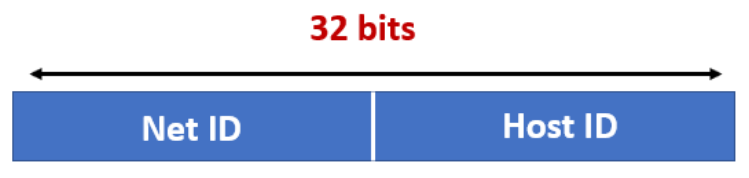 32 bits
Net ID
Host ID